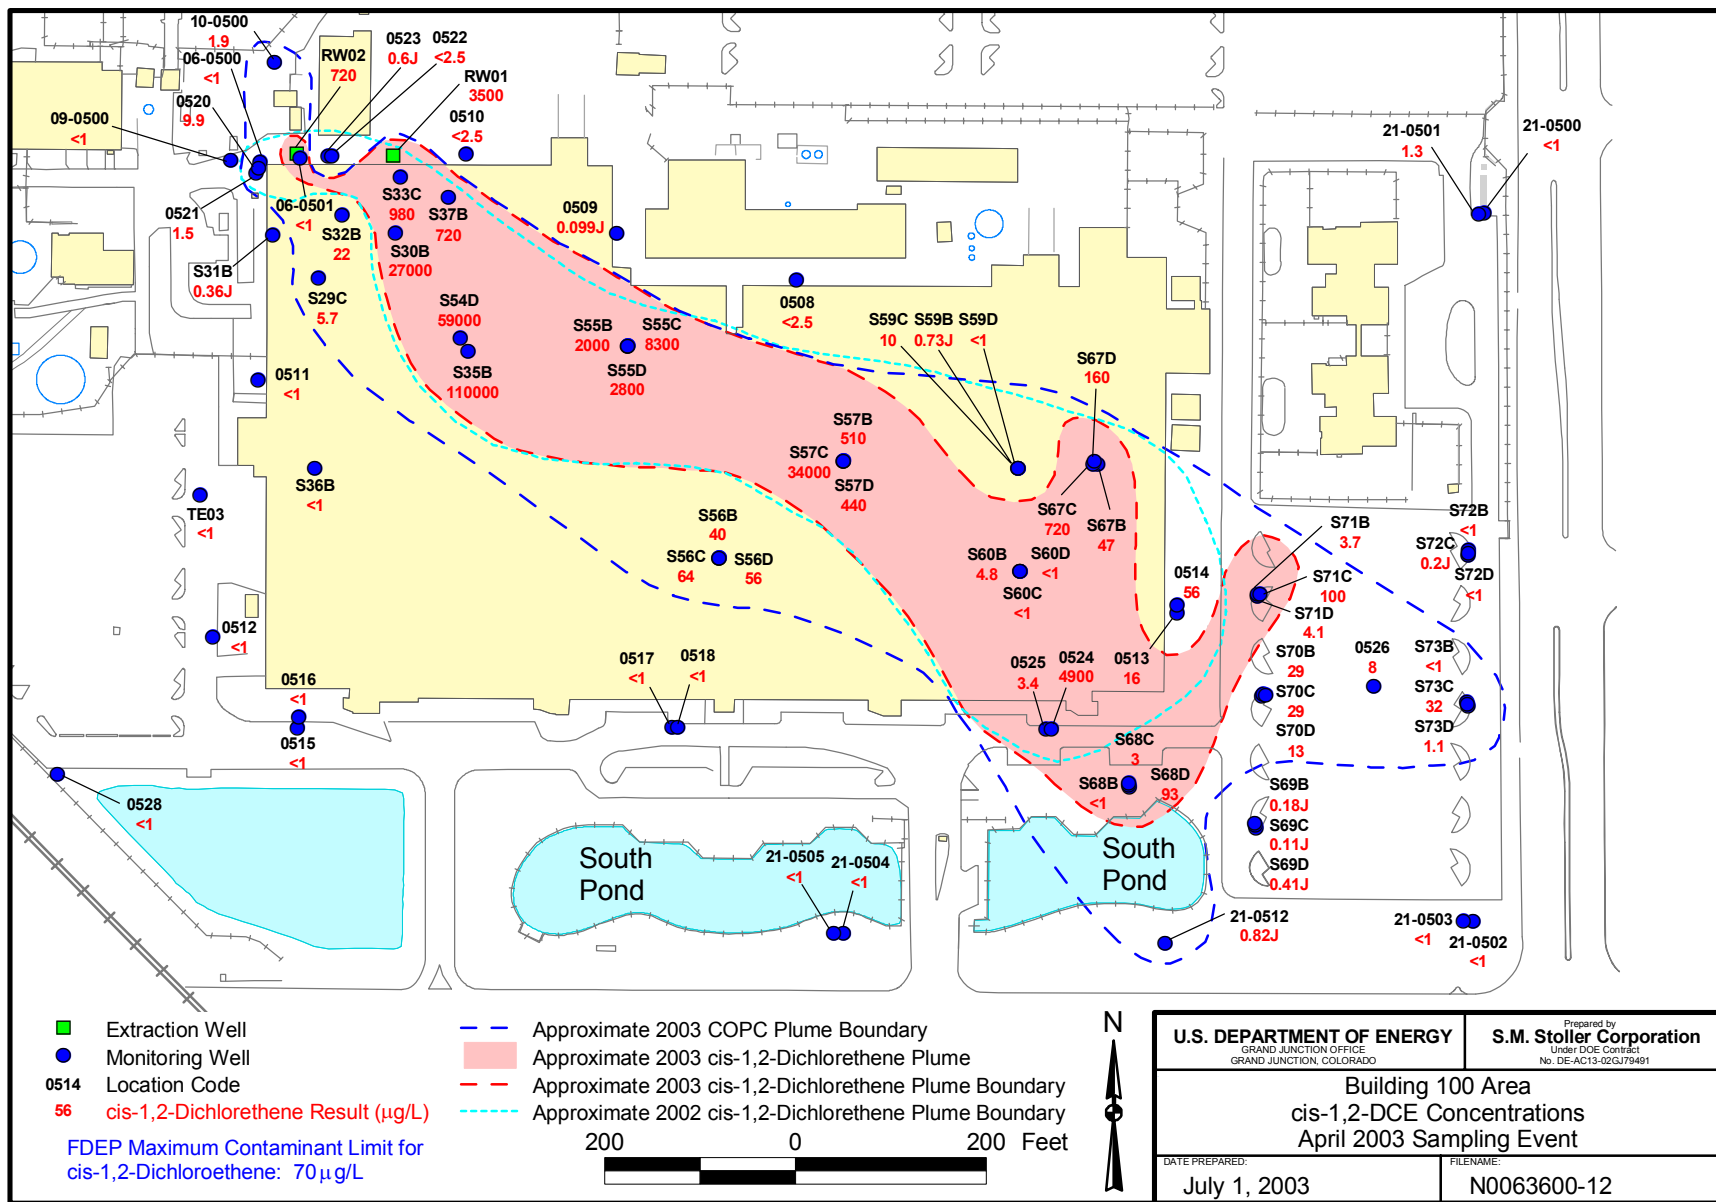 10-0500
1.9
06-0500
<1
0520
9.9
09-0500
<1
RW02
720
0523
0.6J
0522
<2.5
RW01
3500
0510
<2.5
21-0501
1.3
21-0500
<1
0521
1.5
06-0501
<1
S33C
980
S37B
720
S32B
22
S30B
27000
0509
0.099J
S31B
0.36J
S29C
5.7
S54D
59000
S35B
110000
S55B
2000
S55C
8300
S55D
2800
0508
<2.5
S59C
10
S59B
0.73J
S59D
<1
S67D
160
0511
<1
S57B
510
S57C
34000
S57D
440
S36B
<1
TE03
<1
S67C
720
S67B
47
S56B
40
S56C
64
S56D
56
S60B
4.8
S60D
<1
S60C
<1
0514
56
S71B
3.7
S71C
100
S71D
4.1
S72B
<1
S72C
0.2J
S72D
<1
0512
<1
0516
<1
0515
<1
0517
<1
0518
<1
0525
3.4
0524
4900
0513
16
S70B
29
S70C
29
S70D
13
0526
8
S73B
<1
S73C
32
S73D
1.1
S68C
3
S68B
<1
S68D
93
S69B
0.18J
S69C
0.11J
S69D
0.41J
0528
<1
South
Pond
21-0505
<1
21-0504
<1
South
Pond
21-0512
0.82J
21-0503
<1
21-0502
<1
Extraction Well
Monitoring Well
0514 Location Code
56 cis-1,2-Dichlorethene Result (μg/L)
FDEP Maximum Contaminant Limit for
cis-1,2-Dichloroethene: 70 μg/L
Approximate 2003 COPC Plume Boundary
Approximate 2003 cis-1,2-Dichlorethene Plume
Approximate 2003 cis-1,2-Dichlorethene Plume Boundary
Approximate 2002 cis-1,2-Dichlorethene Plume Boundary
200 0 200 Feet
N
U.S. DEPARTMENT OF ENERGY
GRAND JUNCTION OFFICE
GRAND JUNCTION, COLORADO
Prepared by
S.M. Stoller Corporation
Under DOE Contract
No. DE-AC13-02GJ79491
Building 100 Area
cis-1,2-DCE Concentrations
April 2003 Sampling Event
DATE PREPARED:
July 1, 2003
FILENAME:
N0063600-12